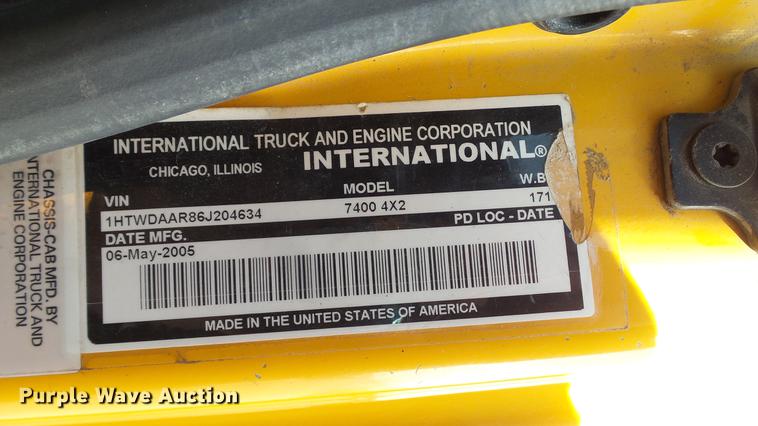 INTERNATIONAL TRUCK AND ENGINE CORPORATION
CHICAGO, ILLINOIS INTERNATIONAL®
VIN MODEL W.B
1HTWDAAR86J204634 7400 4X2 171
DATE MFG. PD LOC - DATE
06-May-2005
MADE IN THE UNITED STATES OF AMERICA
CHASSIS-CAB MFD. BY
INTERNATIONAL TRUCK AND
ENGINE CORPORATION
Purple Wave Auction